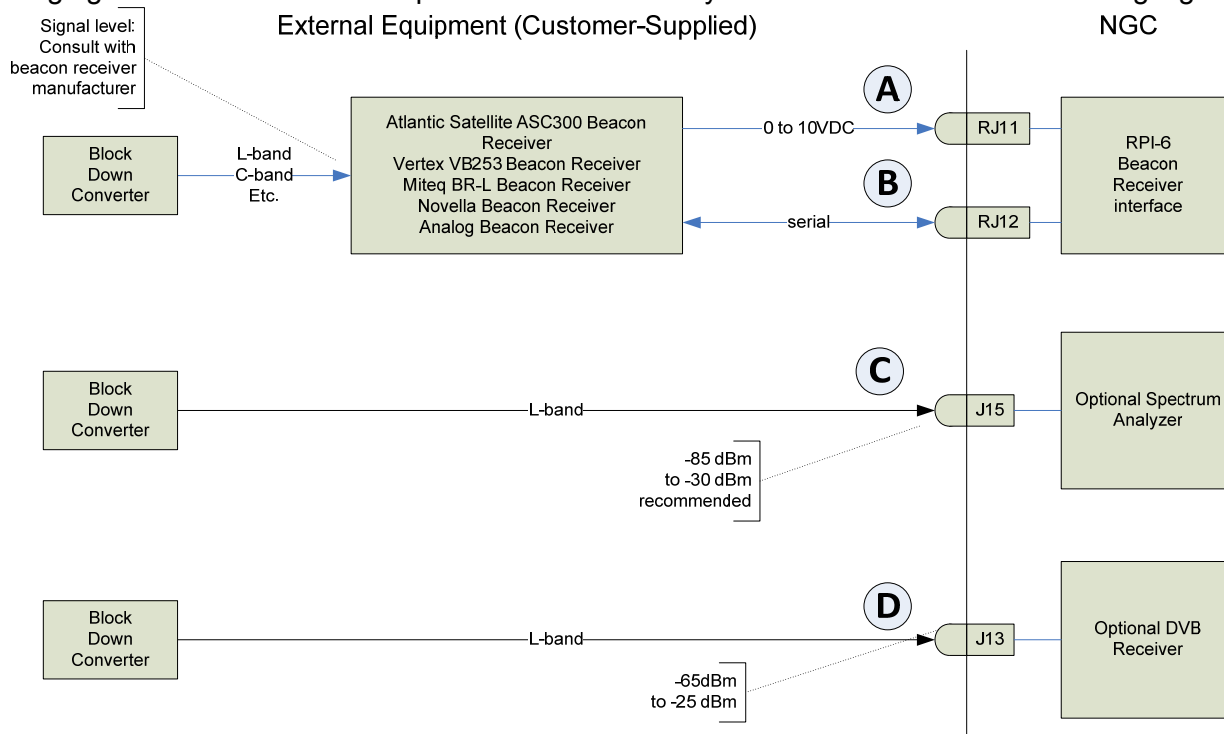 External Equipment (Customer-Supplied)
NGC
Signal level:
Consult with
beacon receiver
manufacturer
Block
Down
Converter
L-band
C-band
Etc.
Atlantic Satellite ASC300 Beacon
Receiver
Vertex VB253 Beacon Receiver
Miteq BR-L Beacon Receiver
Novella Beacon Receiver
Analog Beacon Receiver
A
0 to 10VDC
RJ11
B
serial
RJ12
RPI-6
Beacon
Receiver
interface
Block
Down
Converter
L-band
C
J15
-85 dBm
to -30 dBm
recommended
Optional Spectrum
Analyzer
Block
Down
Converter
L-band
D
J13
-65dBm
to -25 dBm
Optional DVB
Receiver